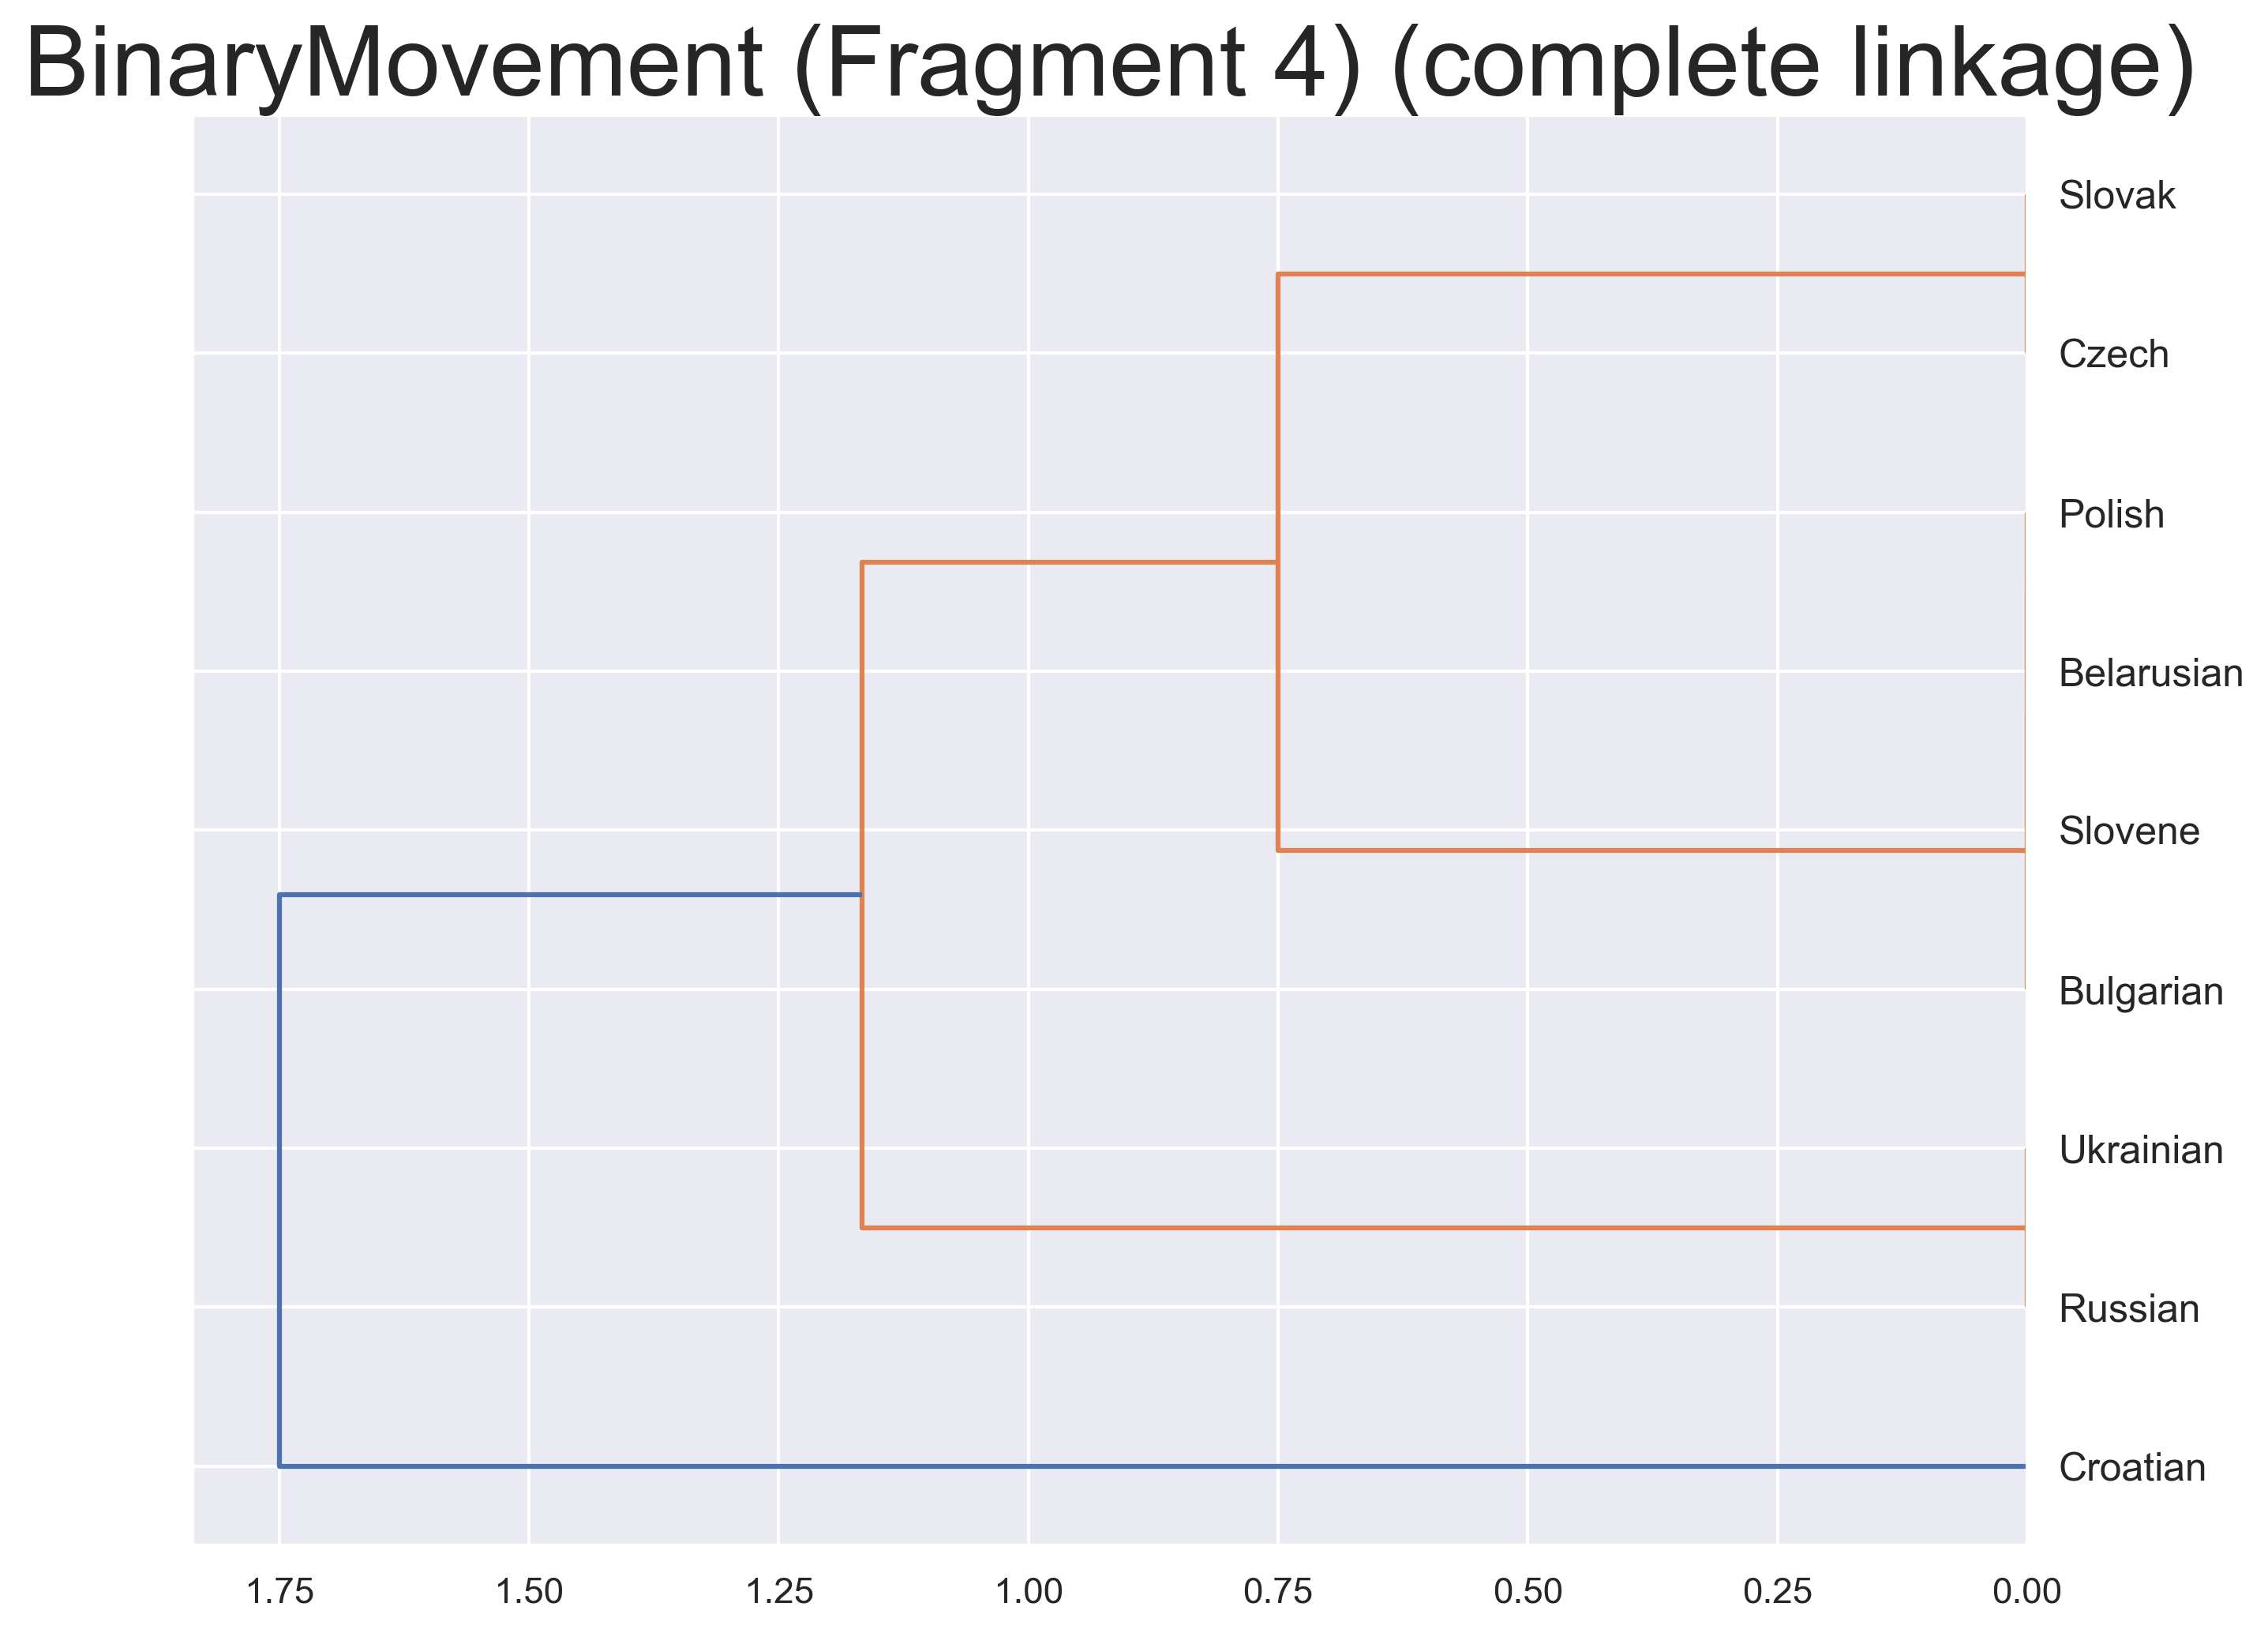 BinaryMovement (Fragment 4) (complete linkage)
Slovak
Czech
Polish
Belarusian
Slovene
Bulgarian
Ukrainian
Russian
Croatian
1.75 1.50 1.25 1.00 0.75 0.50 0.25 0.00